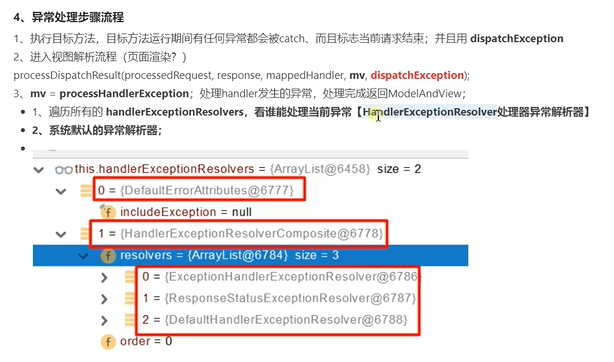 4、异常处理步骤流程
1、执行目标方法，目标方法运行期间有任何异常都会被catch、而且标志当前请求结束；并且用 dispatchException
2、进入视图解析流程（页面渲染？）
processDispatchResult(processedRequest, response, mappedHandler, mv, dispatchException);
3、mv = processHandlerException；处理handler发生的异常，处理完成返回ModelAndView；
• 1、遍历所有的 handlerExceptionResolvers，看谁能处理当前异常【HandlerExceptionResolver处理器异常解析器】
• 2、系统默认的异常解析器；
this.handlerExceptionResolvers = {ArrayList@6458} size = 2
0 = {DefaultErrorAttributes@6777}
f includeException = null
1 = {HandlerExceptionResolverComposite@6778}
f resolvers = {ArrayList@6784} size = 3
0 = {ExceptionHandlerExceptionResolver@6786}
1 = {ResponseStatusExceptionResolver@6787}
2 = {DefaultHandlerExceptionResolver@6788}
f order = 0